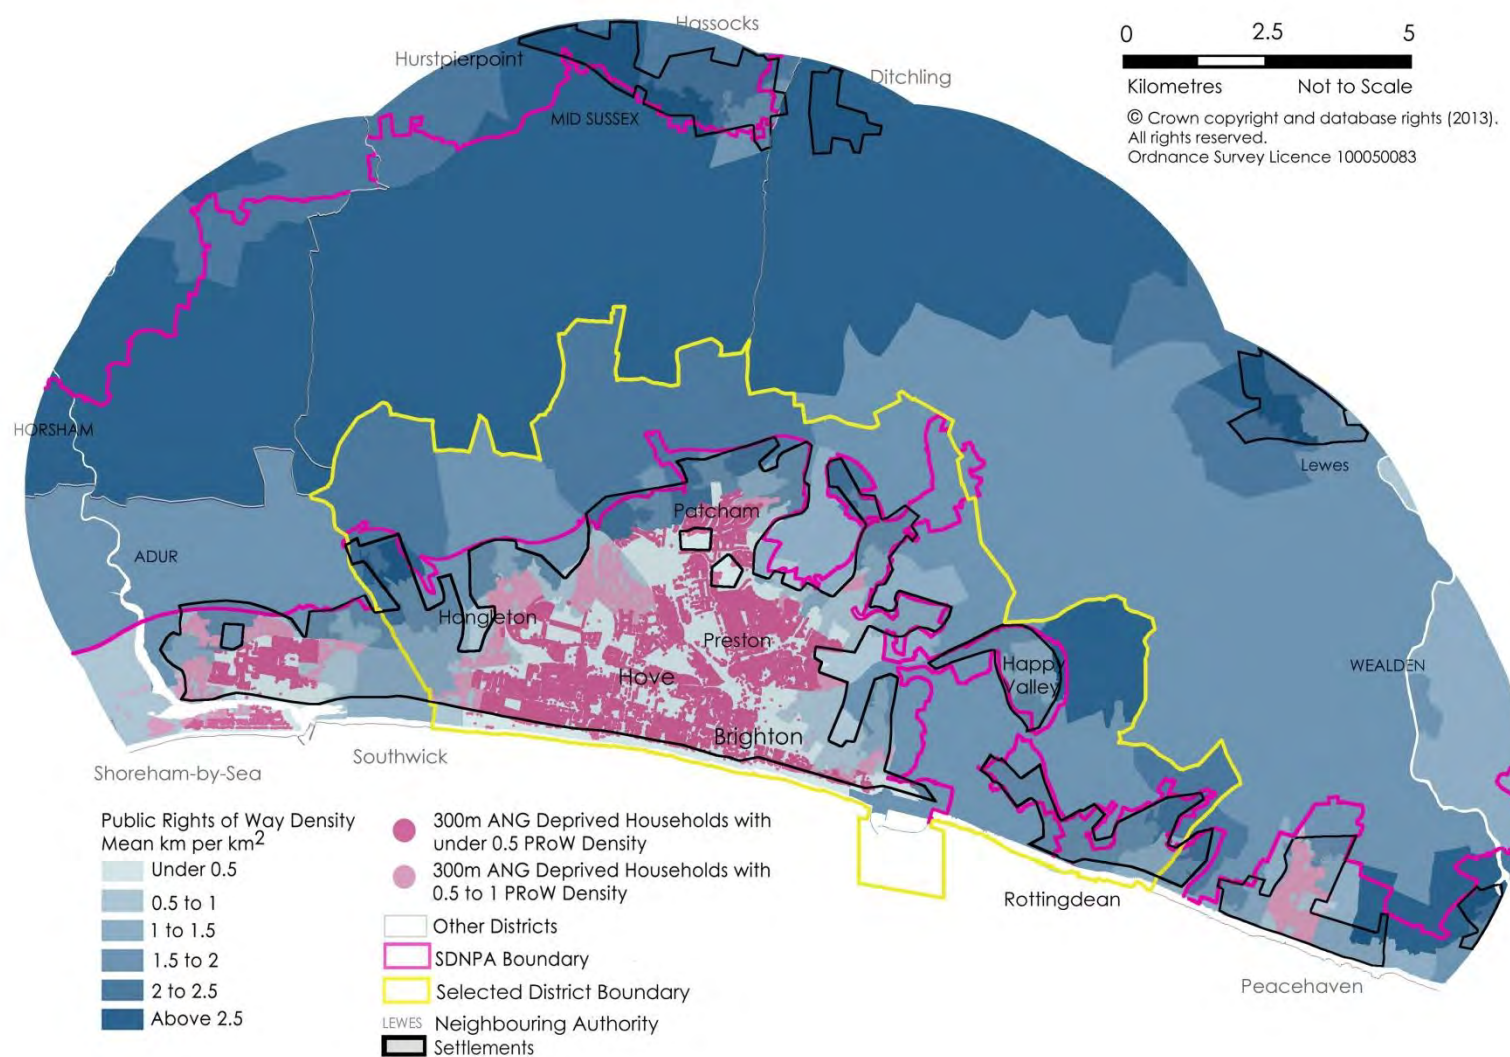 Hassocks
Hurstpierpoint
Ditchling
MID SUSSEX
0 2.5 5
Kilometres Not to Scale
© Crown copyright and database rights (2013).
All rights reserved.
Ordnance Survey Licence 100050083
HORSHAM
Lewes
Patcham
ADUR
Hangleton
Preston
Hove
Happy
Valley
WEALDEN
Brighton
Southwick
Shoreham-by-Sea
Rottingdean
Peacehaven
Public Rights of Way Density
Mean km per km2
Under 0.5
0.5 to 1
1 to 1.5
1.5 to 2
2 to 2.5
Above 2.5
300m ANG Deprived Households with
under 0.5 PRoW Density
300m ANG Deprived Households with
0.5 to 1 PRoW Density
Other Districts
SDNPA Boundary
Selected District Boundary
LEWES Neighbouring Authority
Settlements